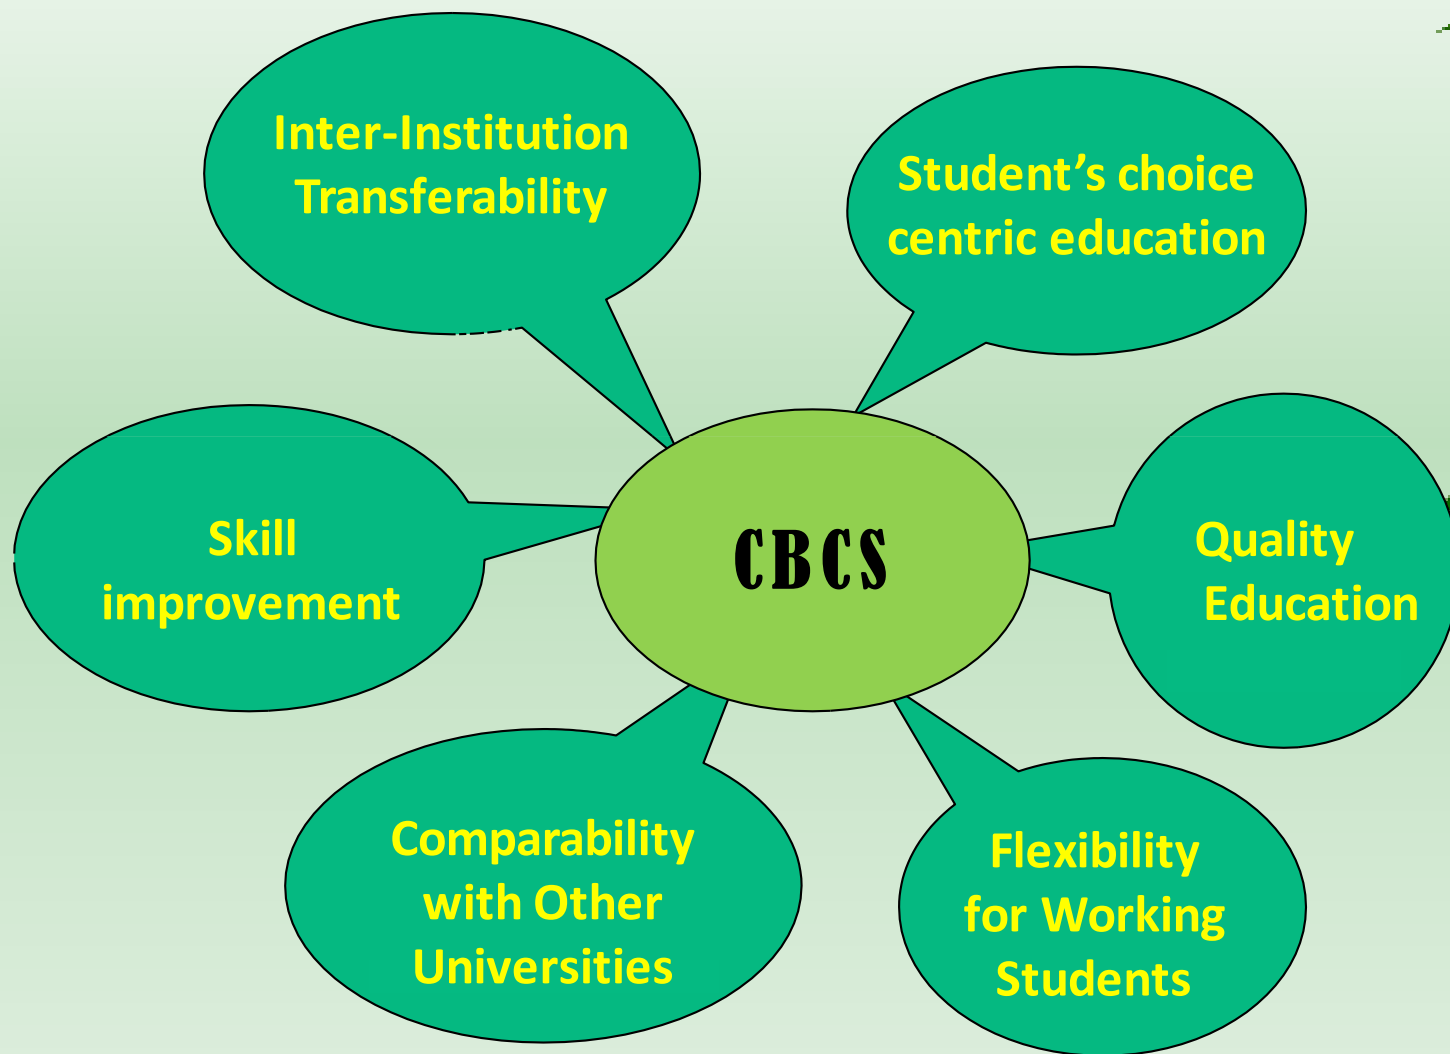 Inter-Institution
Transferability
Student’s choice
centric education
Skill
improvement
CBCS
Quality
Education
Comparability
with Other
Universities
Flexibility
for Working
Students